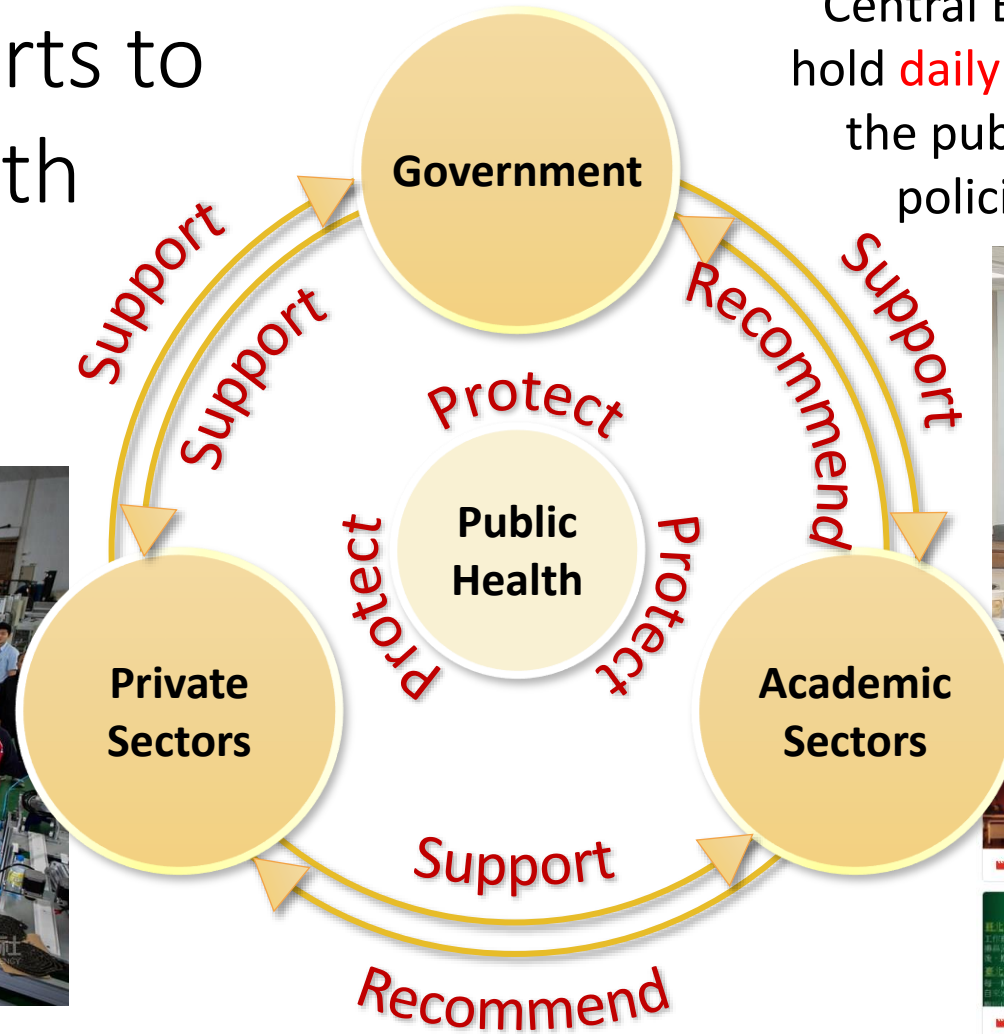 rts to
th
hold daily
the pub
polici
Government
Support
Support
Support
Recommend
Protect
Protect
Protect
Public
Health
Private
Sectors
Academic
Sectors
Support
Recommend